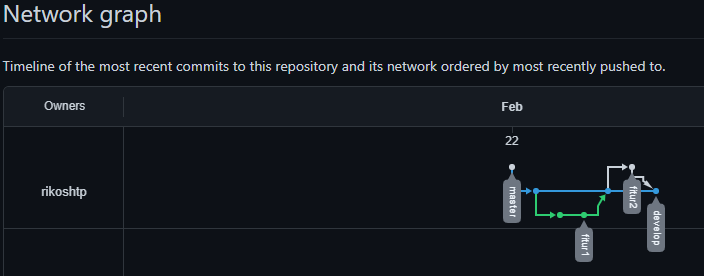 Network graph
Timeline of the most recent commits to this repository and its network ordered by most recently pushed to.
Owners
Feb
22
rikoshtp
master
fitur1
fitur2
develop